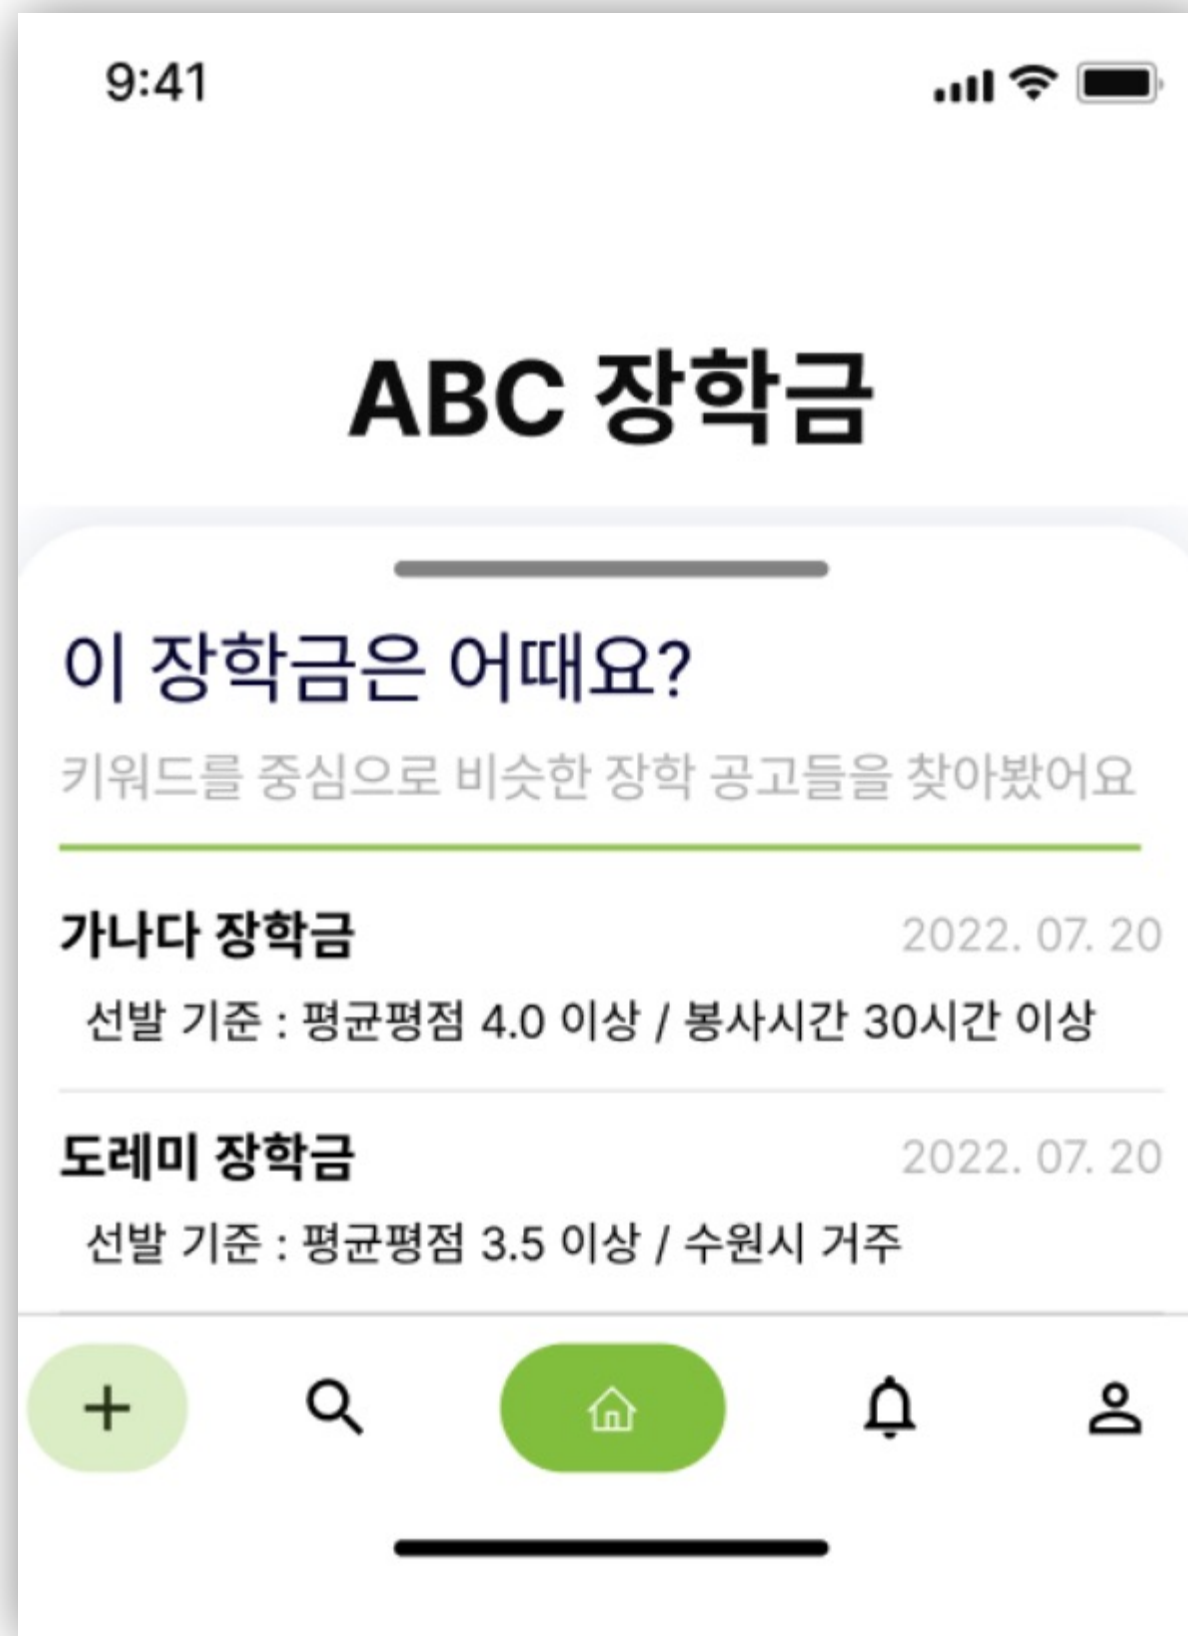 9:41
ABC 장학금
이 장학금은 어때요?
키워드를 중심으로 비슷한 장학 공고들을 찾아봤어요
가나다 장학금 2022. 07. 20
선발 기준 : 평균평점 4.0 이상 / 봉사시간 30시간 이상
도레미 장학금 2022. 07. 20
선발 기준 : 평균평점 3.5 이상 / 수원시 거주